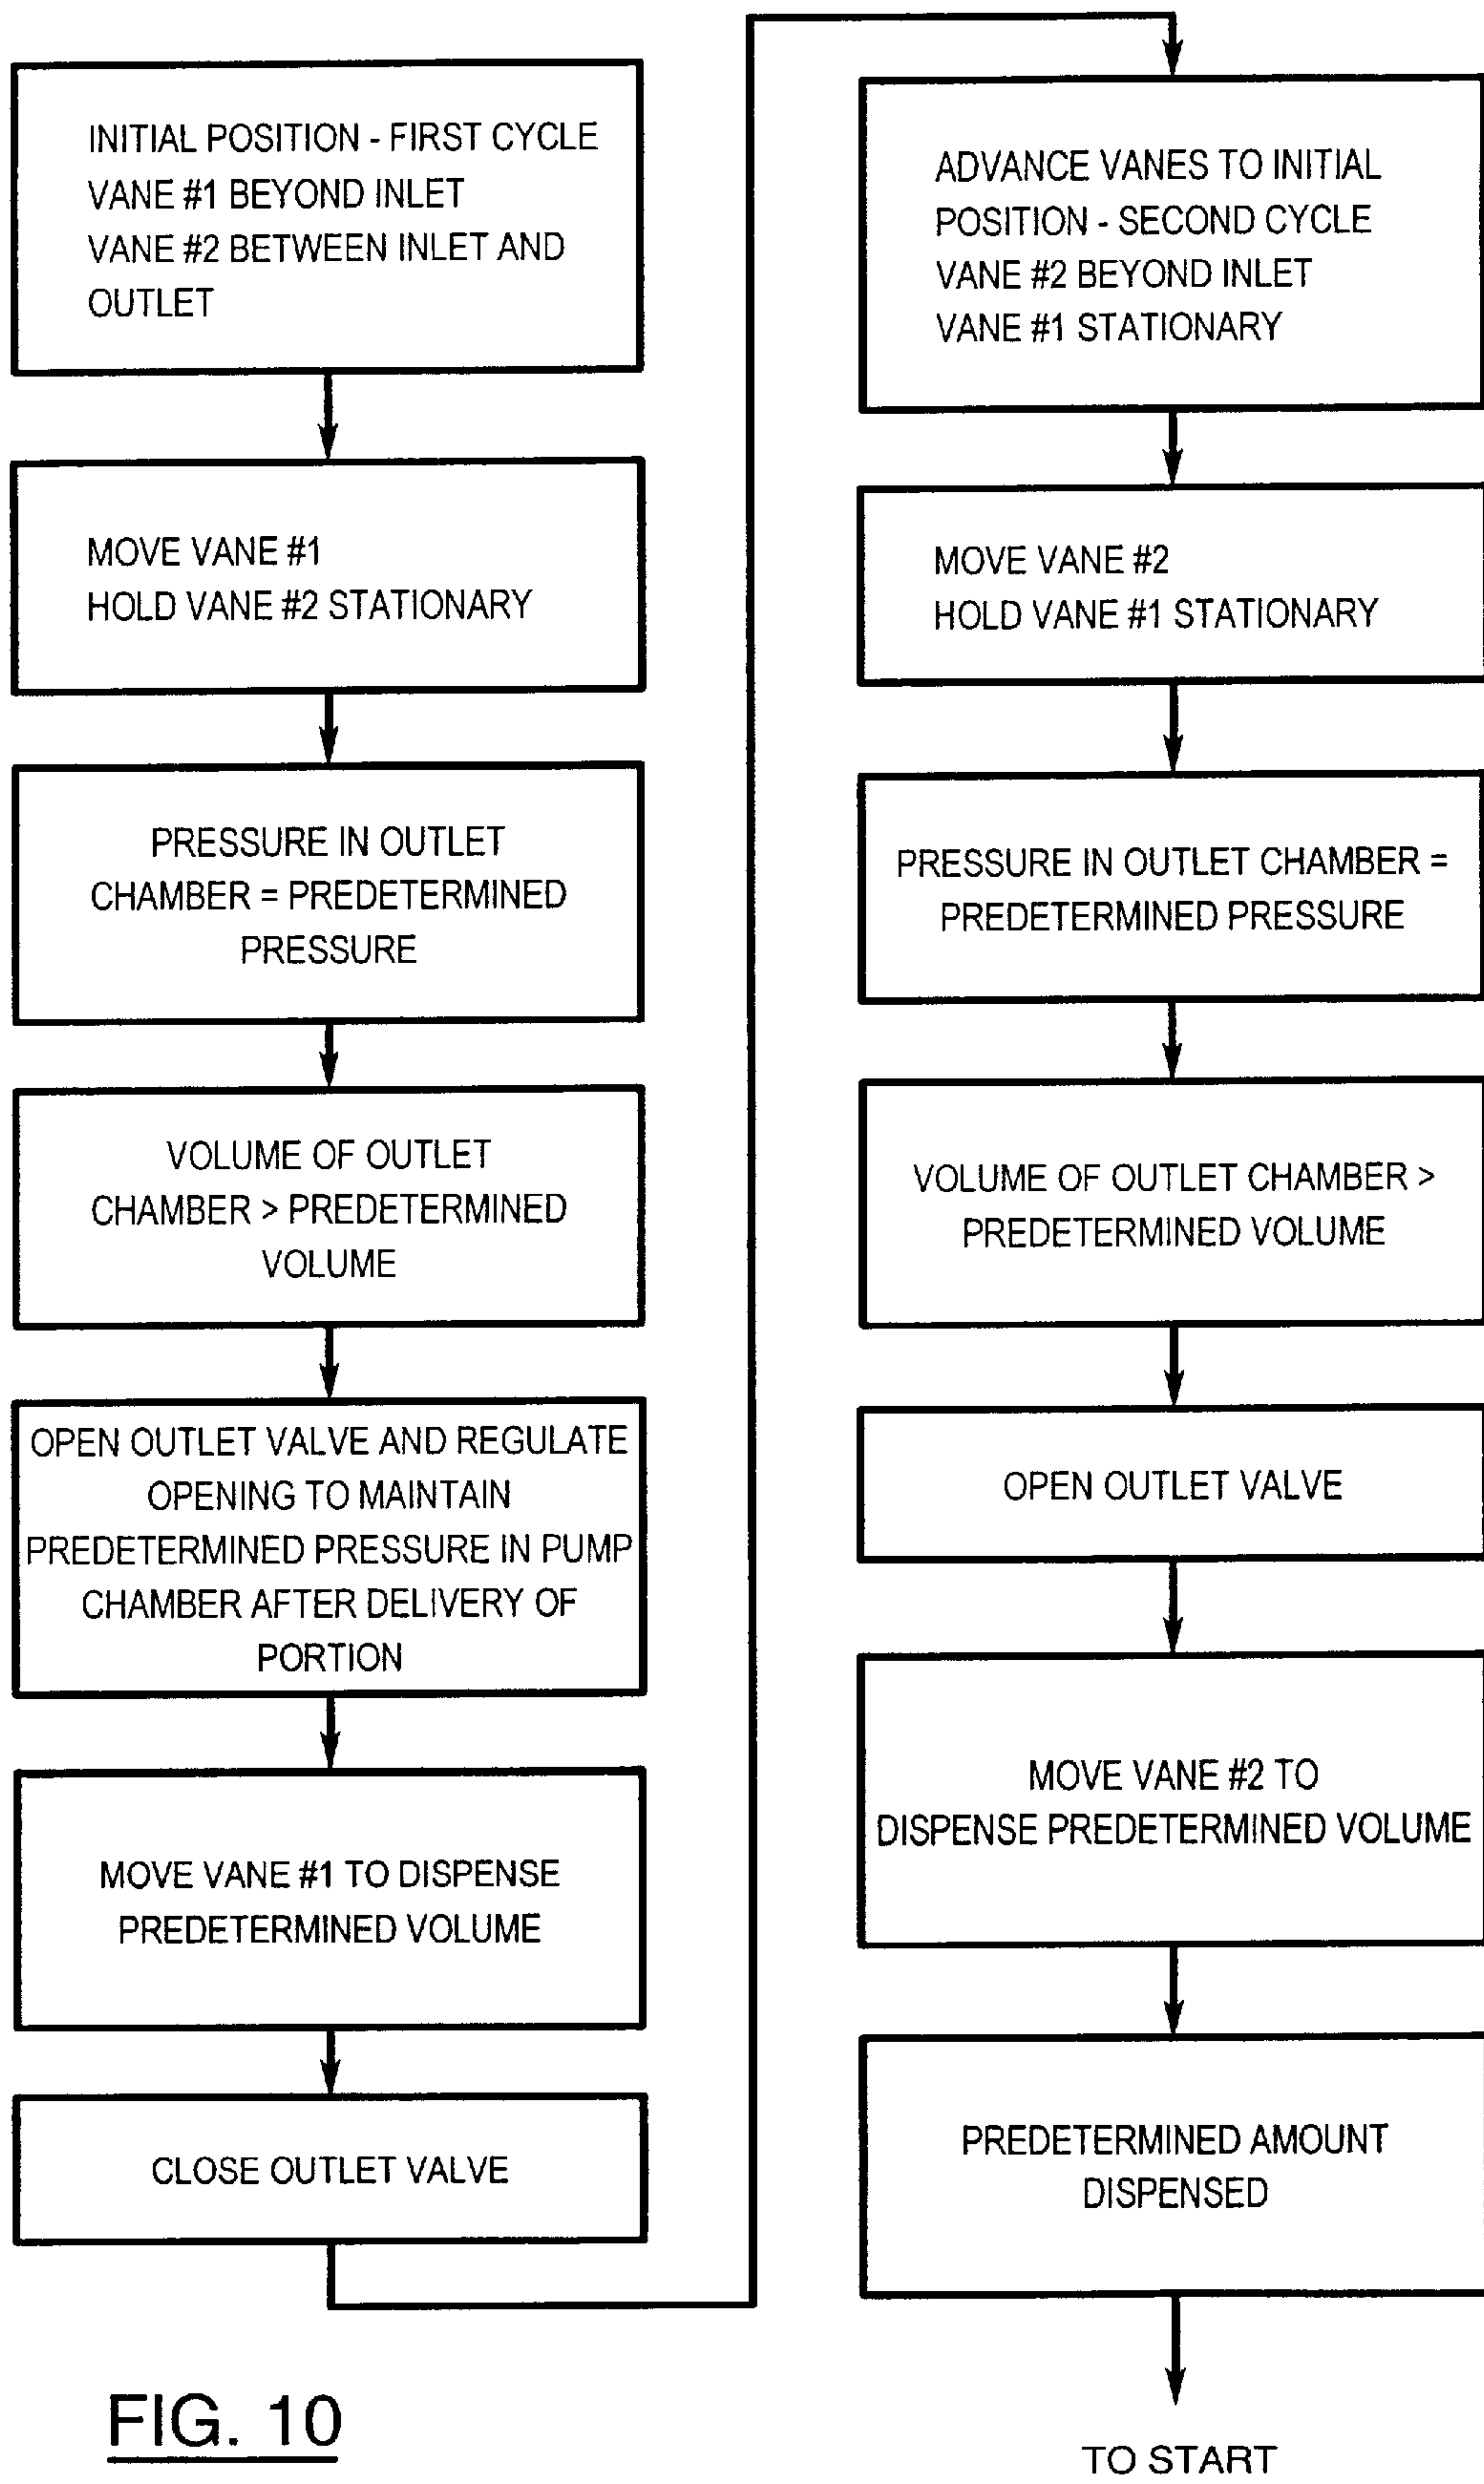 INITIAL POSITION - FIRST CYCLE
VANE #1 BEYOND INLET
VANE #2 BETWEEN INLET AND
OUTLET
MOVE VANE #1
HOLD VANE #2 STATIONARY
PRESSURE IN OUTLET
CHAMBER = PREDETERMINED
PRESSURE
VOLUME OF OUTLET
CHAMBER > PREDETERMINED
VOLUME
OPEN OUTLET VALVE AND REGULATE
OPENING TO MAINTAIN
PREDETERMINED PRESSURE IN PUMP
CHAMBER AFTER DELIVERY OF
PORTION
MOVE VANE #1 TO DISPENSE
PREDETERMINED VOLUME
CLOSE OUTLET VALVE
ADVANCE VANES TO INITIAL
POSITION - SECOND CYCLE
VANE #2 BEYOND INLET
VANE #1 STATIONARY
MOVE VANE #2
HOLD VANE #1 STATIONARY
PRESSURE IN OUTLET CHAMBER =
PREDETERMINED PRESSURE
VOLUME OF OUTLET CHAMBER >
PREDETERMINED VOLUME
OPEN OUTLET VALVE
MOVE VANE #2 TO
DISPENSE PREDETERMINED VOLUME
PREDETERMINED AMOUNT
DISPENSED
TO START
FIG. 10